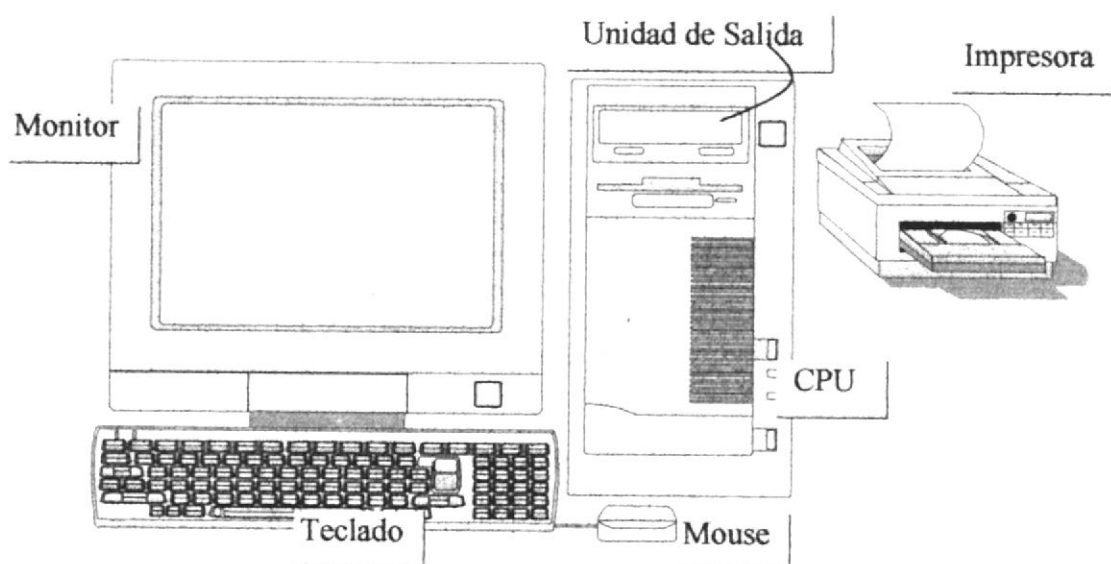 Unidad de Salida
Impresora
Monitor
CPU
Teclado
Mouse